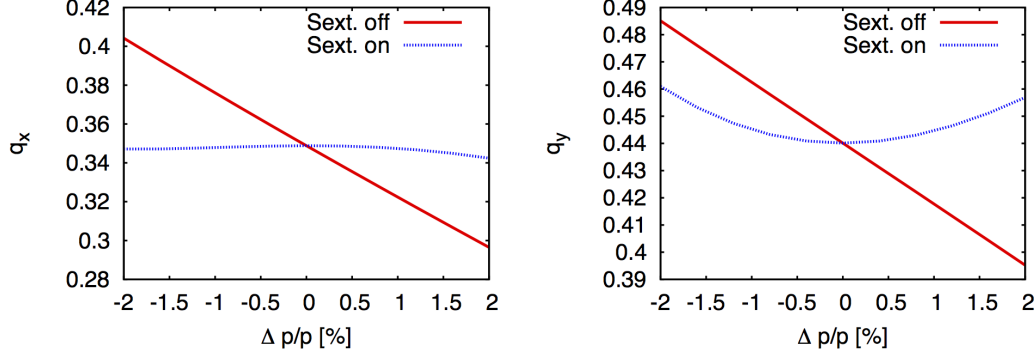 0.42
0.4
0.38
0.36
0.34
0.32
0.3
0.28
q_x
Sext. off
Sext. on
-2 -1.5 -1 -0.5 0 0.5 1 1.5 2
Δ p/p [%]
0.49
0.48
0.47
0.46
0.45
0.44
0.43
0.42
0.41
0.4
0.39
q_y
Sext. off
Sext. on
-2 -1.5 -1 -0.5 0 0.5 1 1.5 2
Δ p/p [%]